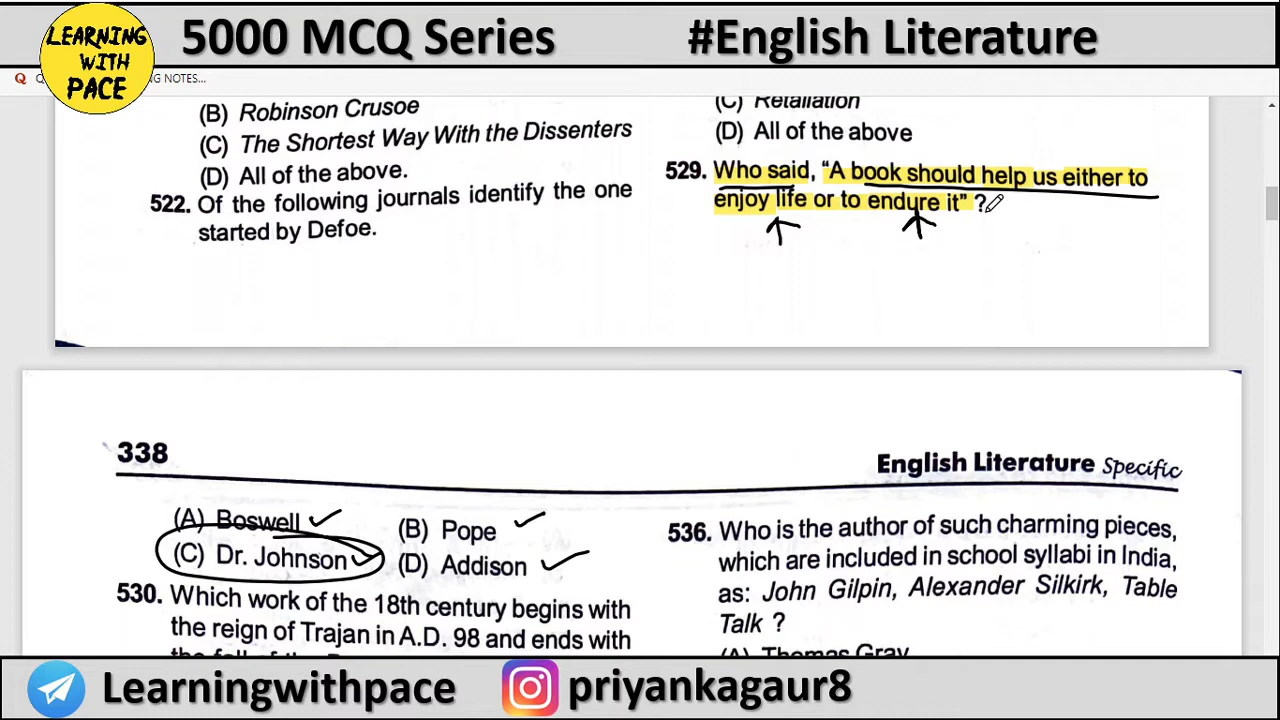 LEARNING
WITH
PACE
5000 MCQ Series
#English Literature
NG NOTES...
(B) Robinson Crusoe
(C) The Shortest Way With the Dissenters
(D) All of the above.
522. Of the following journals identify the one
started by Defoe.
(C) Retaliation
(D) All of the above
529. Who said, “A book should help us either to
enjoy life or to endure it” ?
338
English Literature Specific
(A) Boswell
(B) Pope
(C) Dr. Johnson
(D) Addison
530. Which work of the 18th century begins with
the reign of Trajan in A.D. 98 and ends with
536. Who is the author of such charming pieces,
which are included in school syllabi in India,
as: John Gilpin, Alexander Silkirk, Table
Talk ?
(A) Thomas Gray
Learningwithpace
priyankagaur8